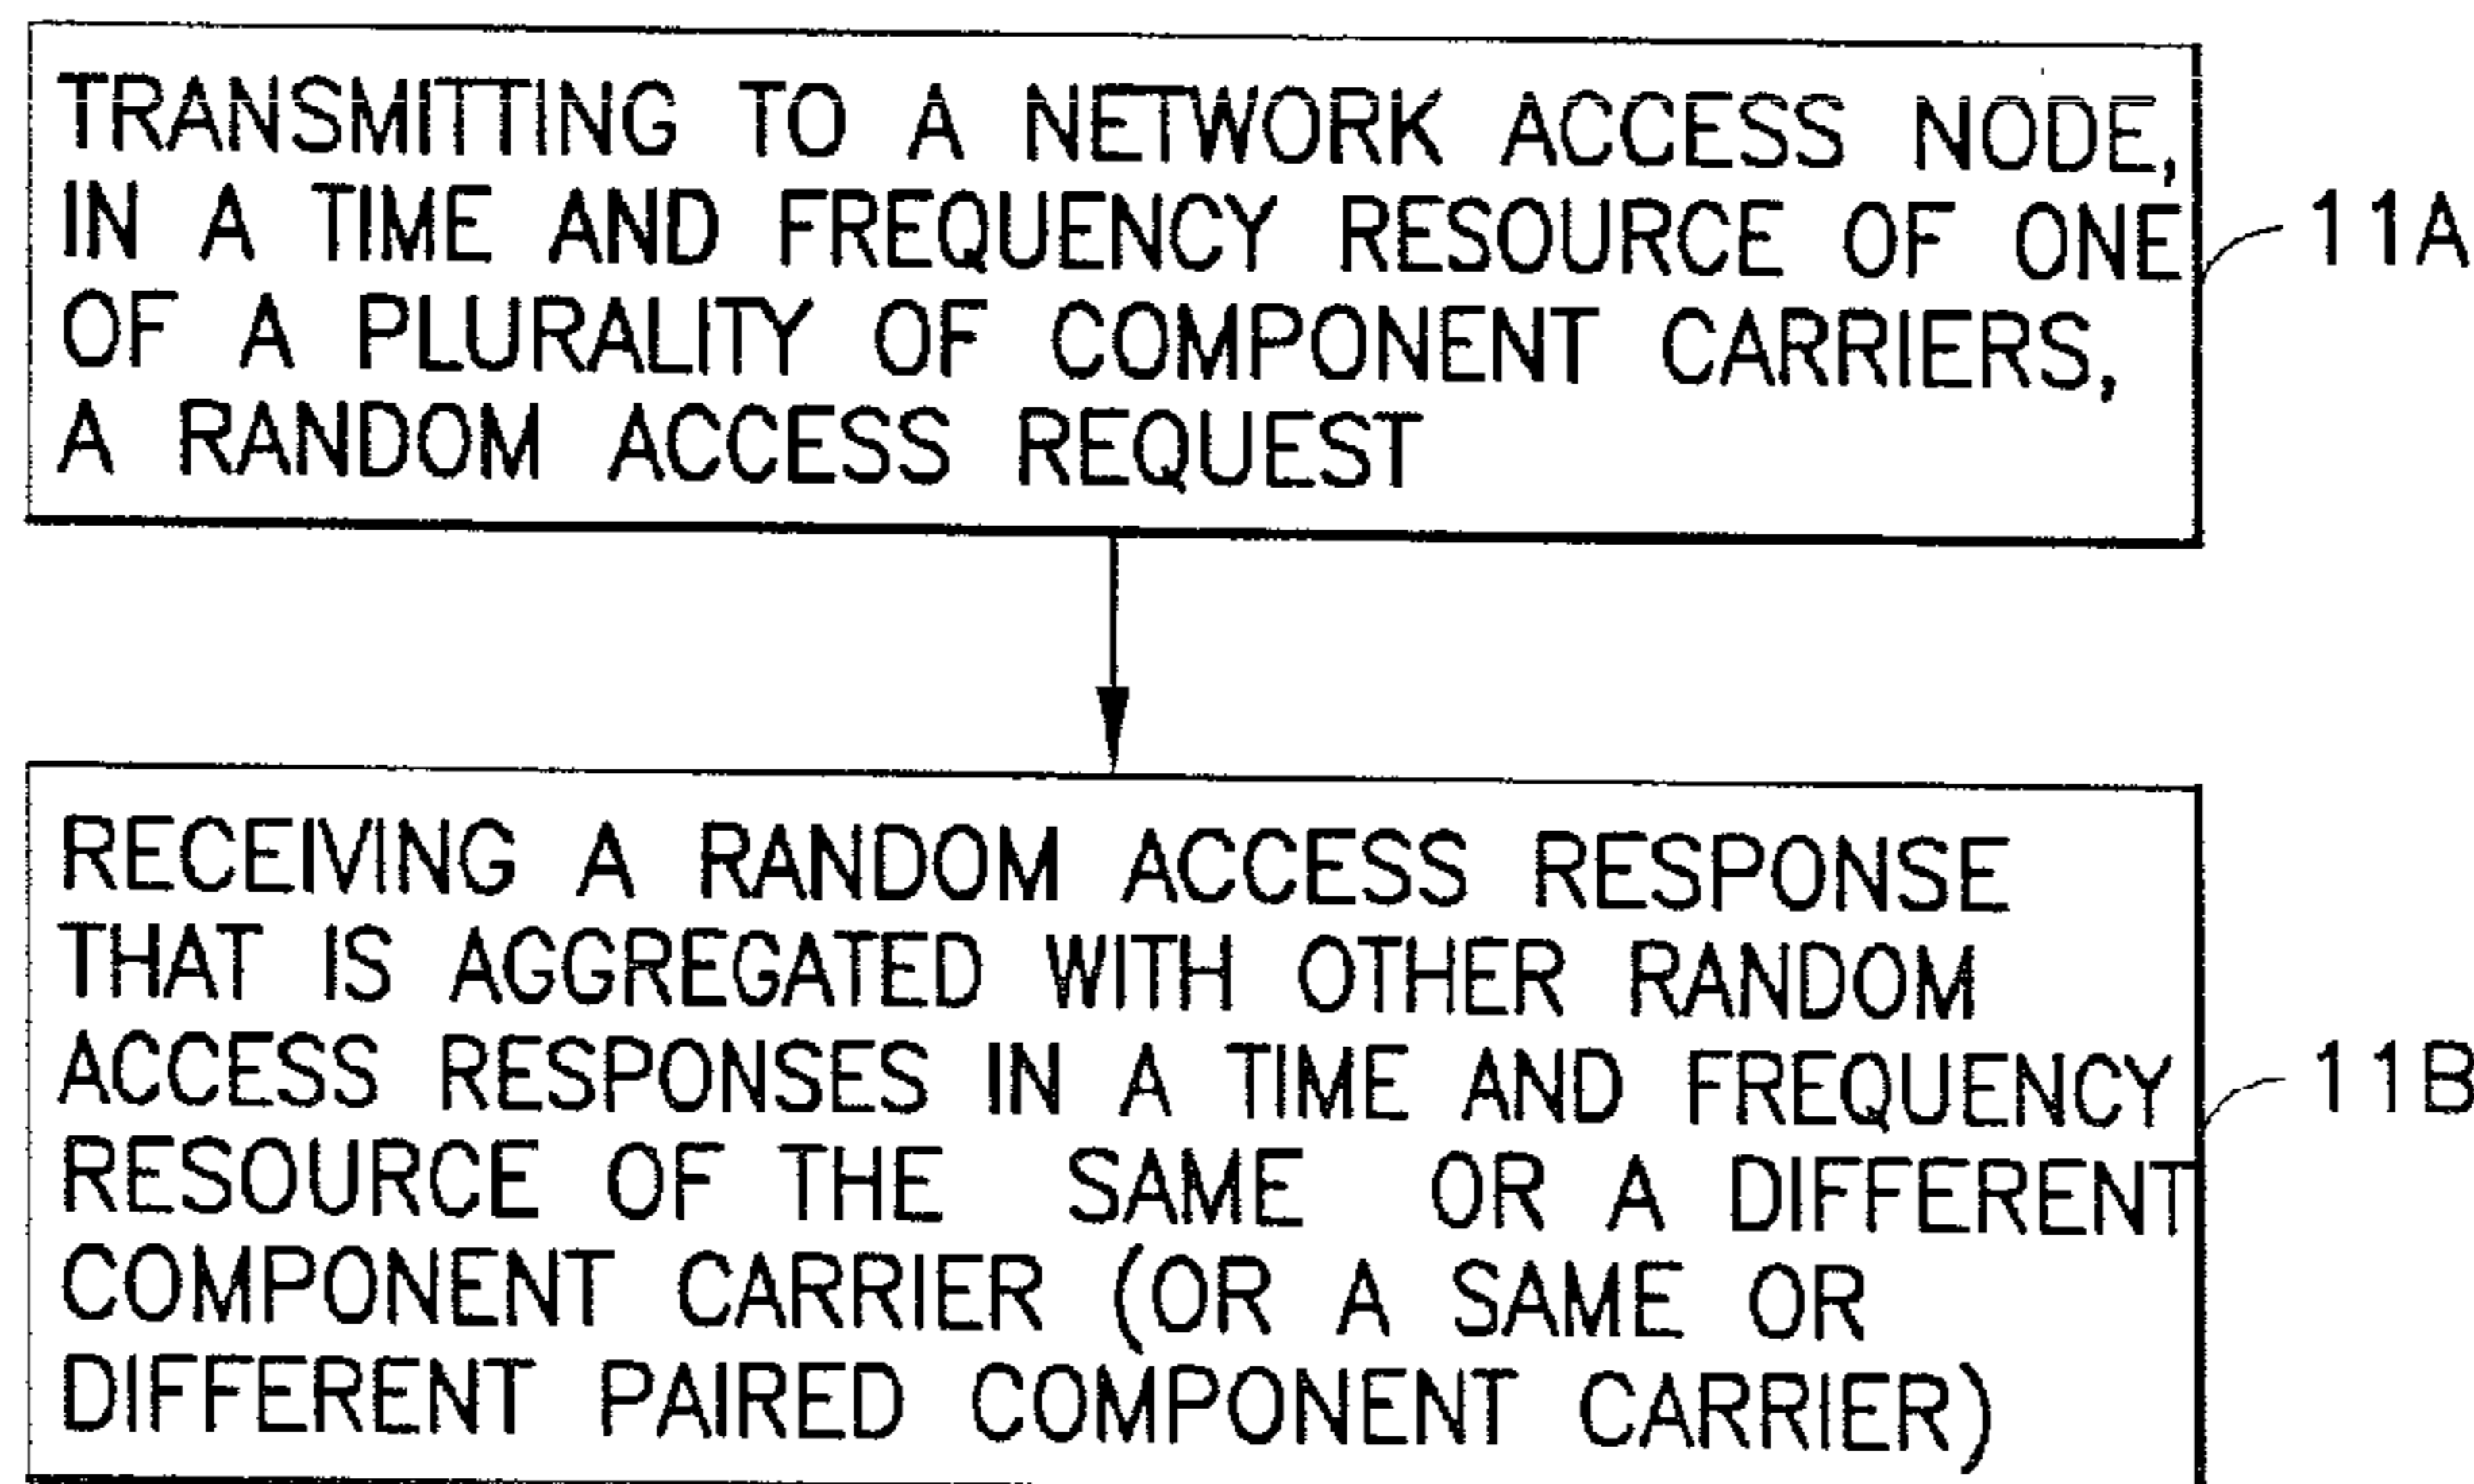 TRANSMITTING TO A NETWORK ACCESS NODE,
IN A TIME AND FREQUENCY RESOURCE OF ONE
OF A PLURALITY OF COMPONENT CARRIERS,
A RANDOM ACCESS REQUEST
11A
RECEIVING A RANDOM ACCESS RESPONSE
THAT IS AGGREGATED WITH OTHER RANDOM
ACCESS RESPONSES IN A TIME AND FREQUENCY
RESOURCE OF THE SAME OR A DIFFERENT
COMPONENT CARRIER (OR A SAME OR
DIFFERENT PAIRED COMPONENT CARRIER)
11B